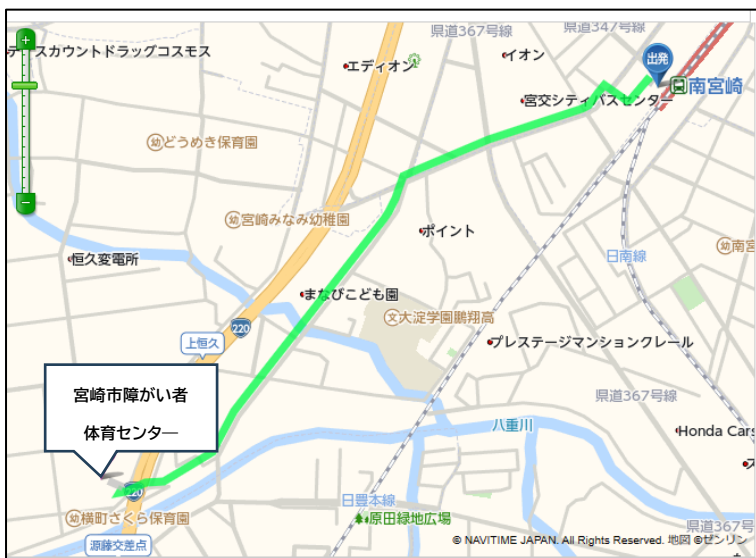 県道367号線
県道347号線
ディスカウントドラッグコスモス
エディオン
イオン
出発
南宮崎
宮交シティバスセンター
幼どうめき保育園
幼宮崎みなみ幼稚園
ポイント
日南線
幼南宮
恒久変電所
まなびこども園
文大淀学園鵬翔高
220
上恒久
プレステージマンションクレール
宮崎市障がい者
体育センター
県道367号線
八重川
Honda Cars
220
日豊本線
幼横町さくら保育園
原田緑地広場
源藤交差点
© NAVITIME JAPAN. All Rights Reserved. 地図 ©ゼンリン